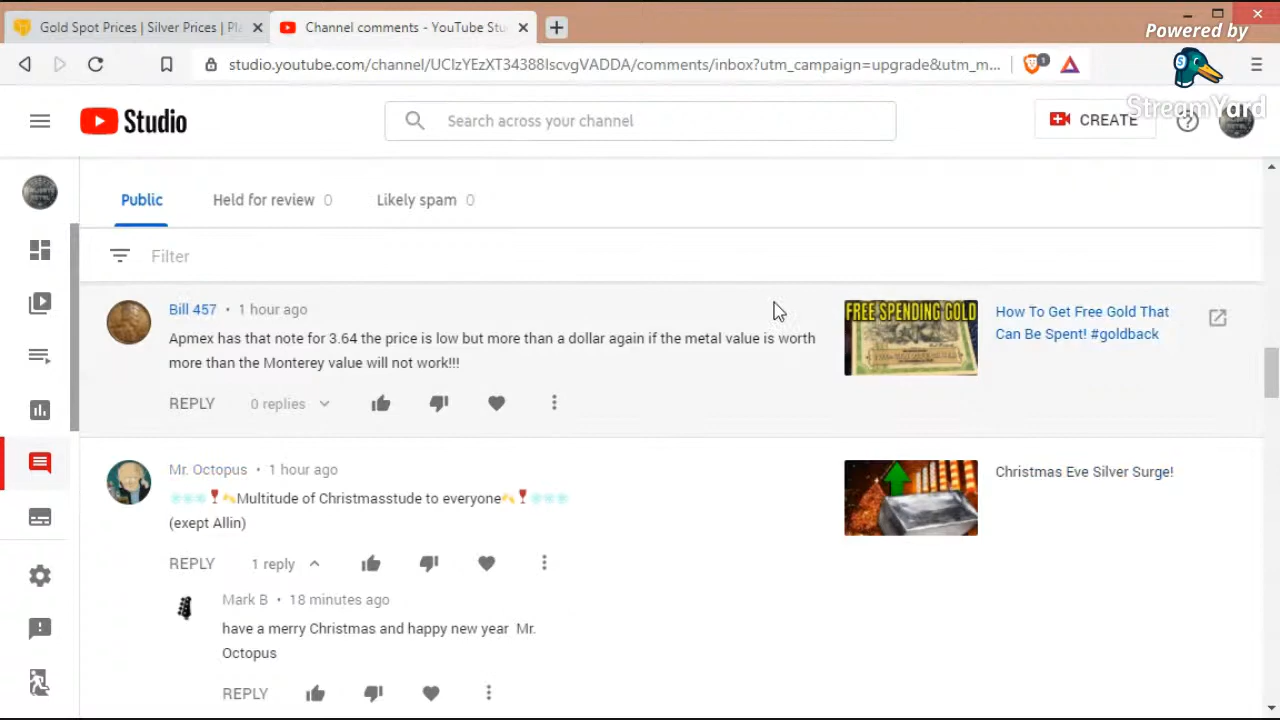 Gold Spot Prices | Silver Prices | Pla
Channel comments - YouTube Stu
Powered by
studio.youtube.com/channel/UCIzYEzXT34388IscvgVADDA/comments/inbox?utm_campaign=upgrade&utm_m...
1
StreamYard
Studio
Search across your channel
CREATE
Public
Held for review 0
Likely spam 0
Filter
Bill 457 • 1 hour ago
Apmex has that note for 3.64 the price is low but more than a dollar again if the metal value is worth
more than the Monterey value will not work!!!
REPLY 0 replies
FREE SPENDING GOLD
How To Get Free Gold That
Can Be Spent! #goldback
Mr. Octopus • 1 hour ago
Multitude of Christmasstude to everyone
(exept Allin)
REPLY 1 reply
Christmas Eve Silver Surge!
Mark B • 18 minutes ago
have a merry Christmas and happy new year Mr.
Octopus
REPLY